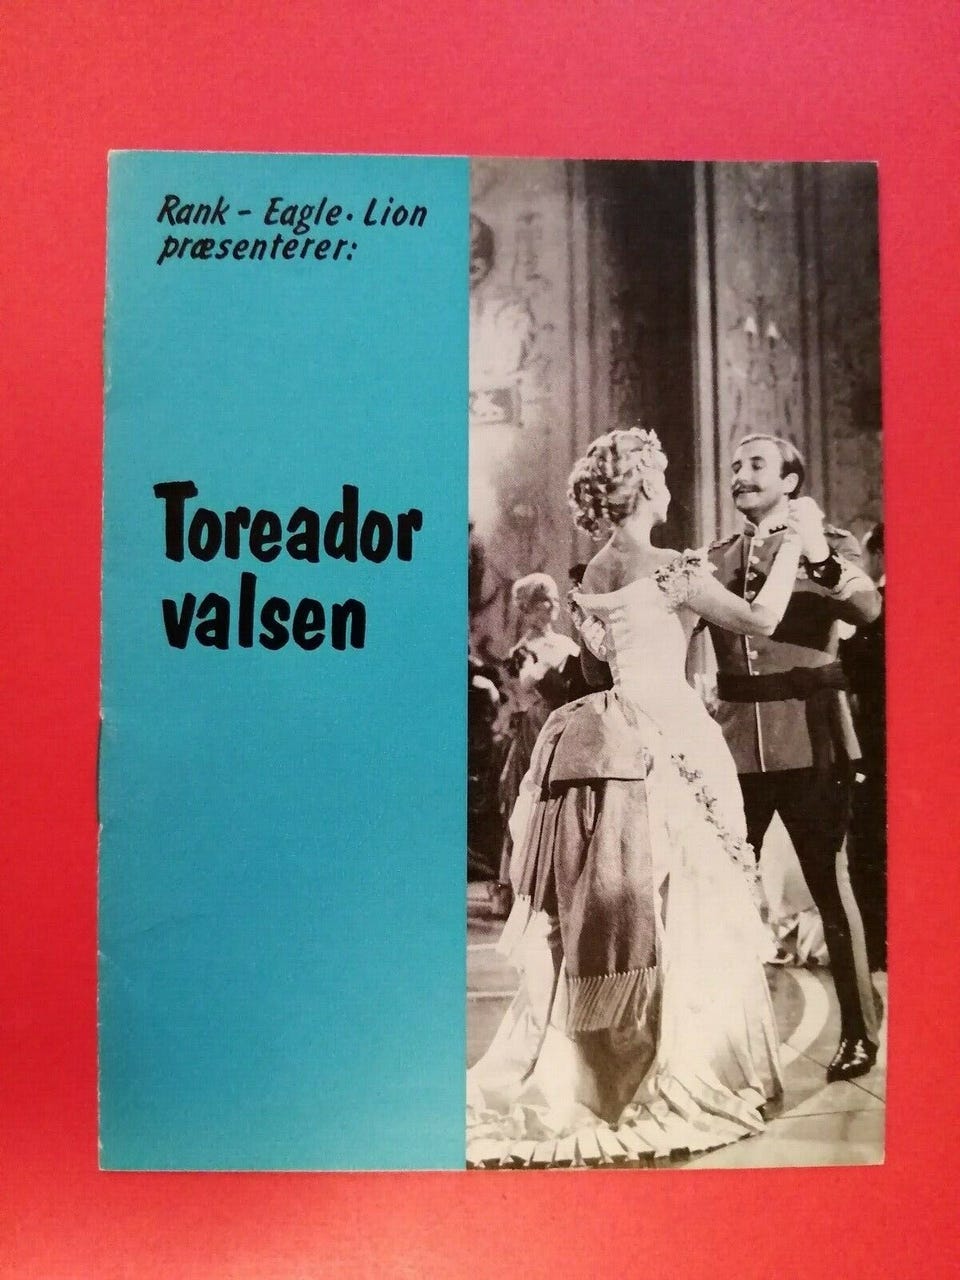 Rank - Eagle · Lion
præsenterer:
Toreador
valsen